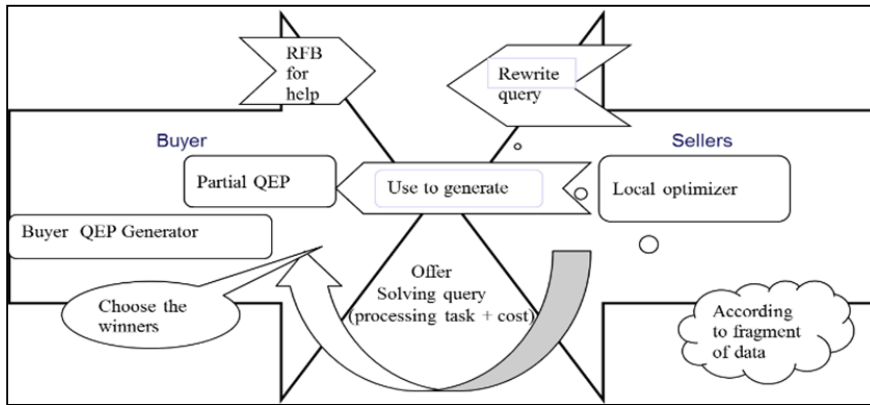 RFB
for
help
Rewrite
query
Buyer
Sellers
Partial QEP
Use to generate
Local optimizer
Buyer QEP Generator
Offer
Solving query
(processing task + cost)
Choose the
winners
According
to fragment
of data